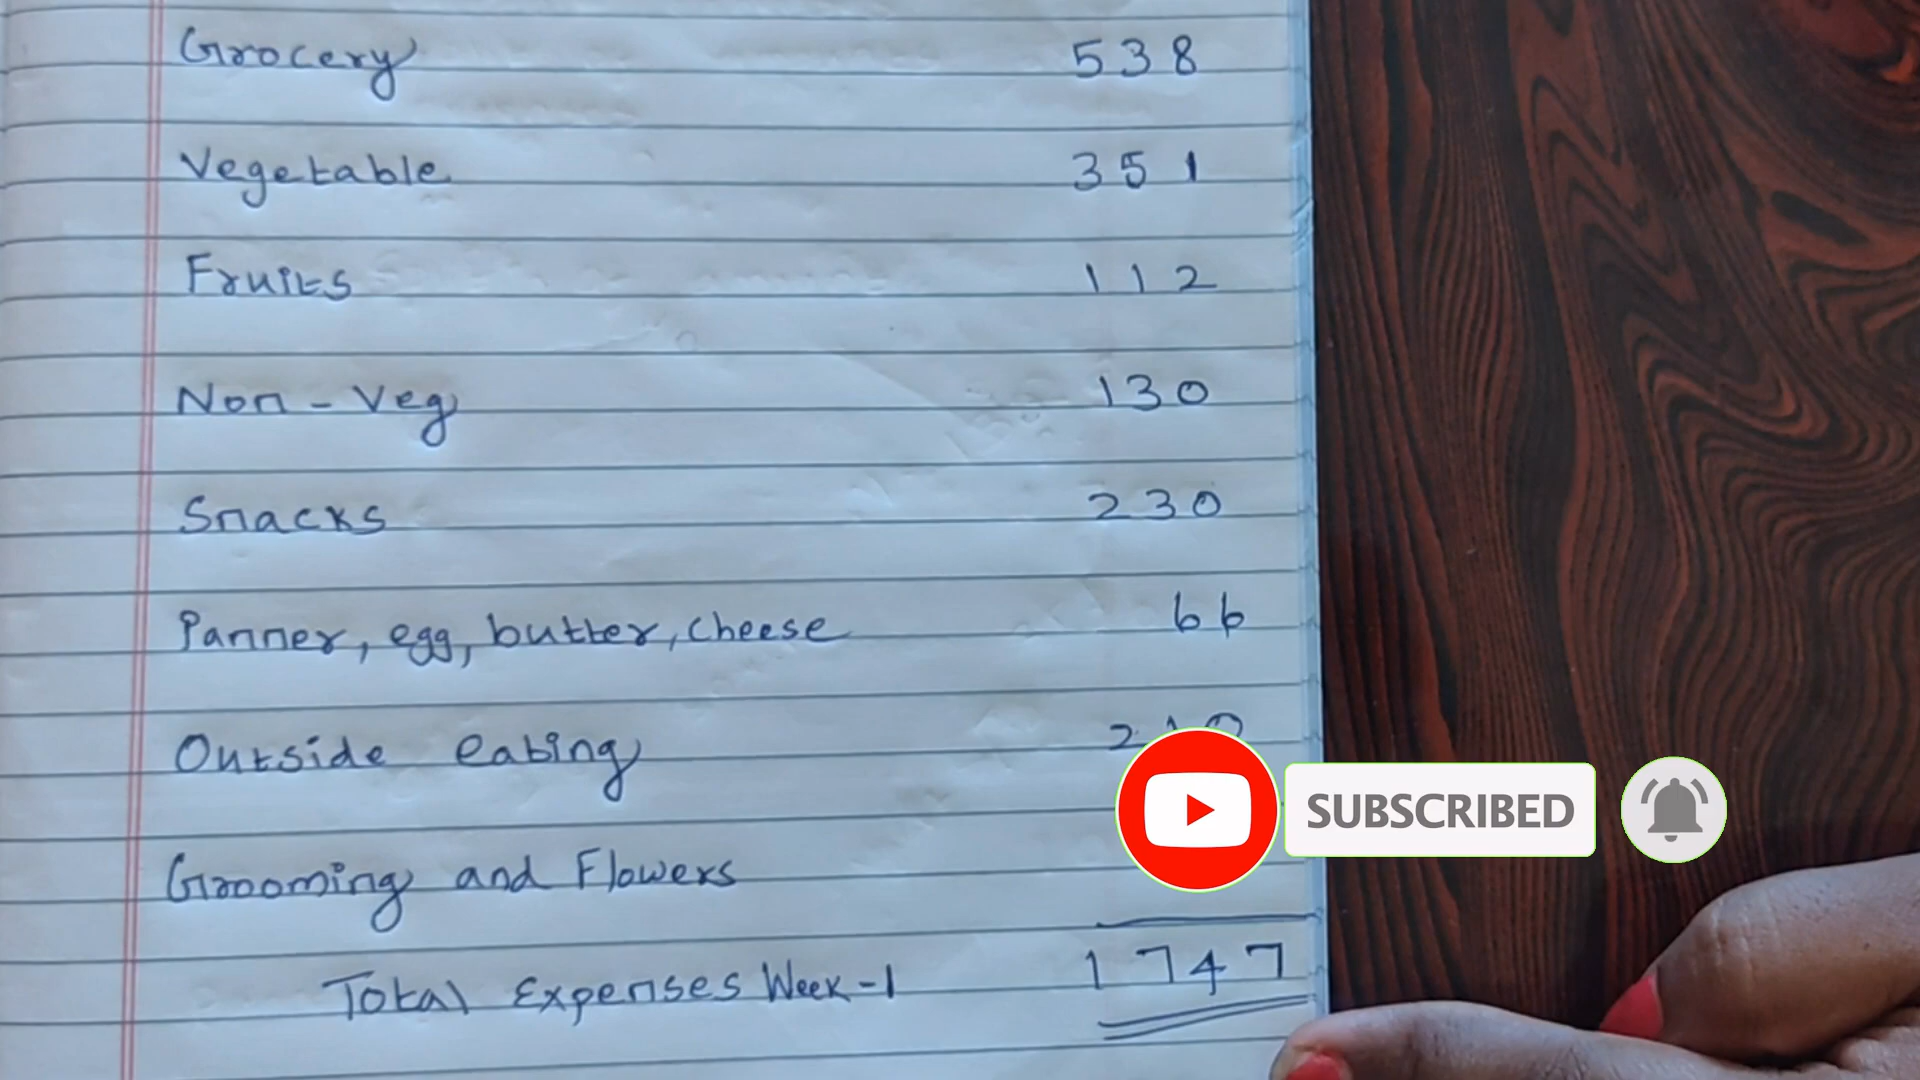 Grocery 538
Vegetable 351
Fruits 112
Non-Veg 130
Snacks 230
Panner, egg, butter, cheese 66
Outside eating
SUBSCRIBED
Grooming and Flowers
Total Expenses Week-1 1747